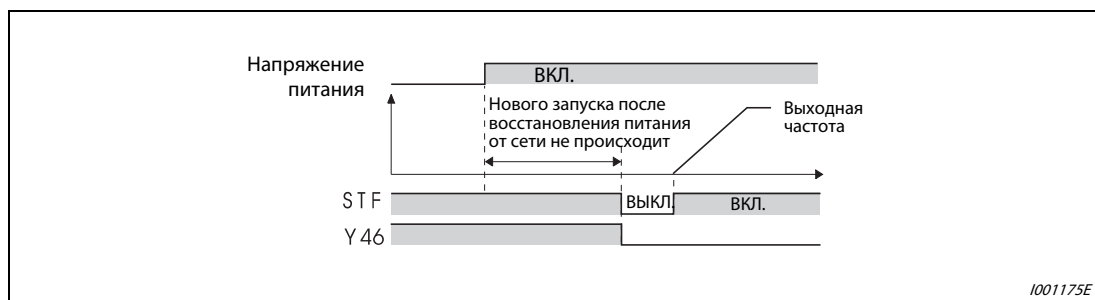 Напряжение
питания
ВКЛ.
Нового запуска после
восстановления питания
от сети не происходит
Выходная
частота
STF
ВЫКЛ.
ВКЛ.
Y46
I001175E